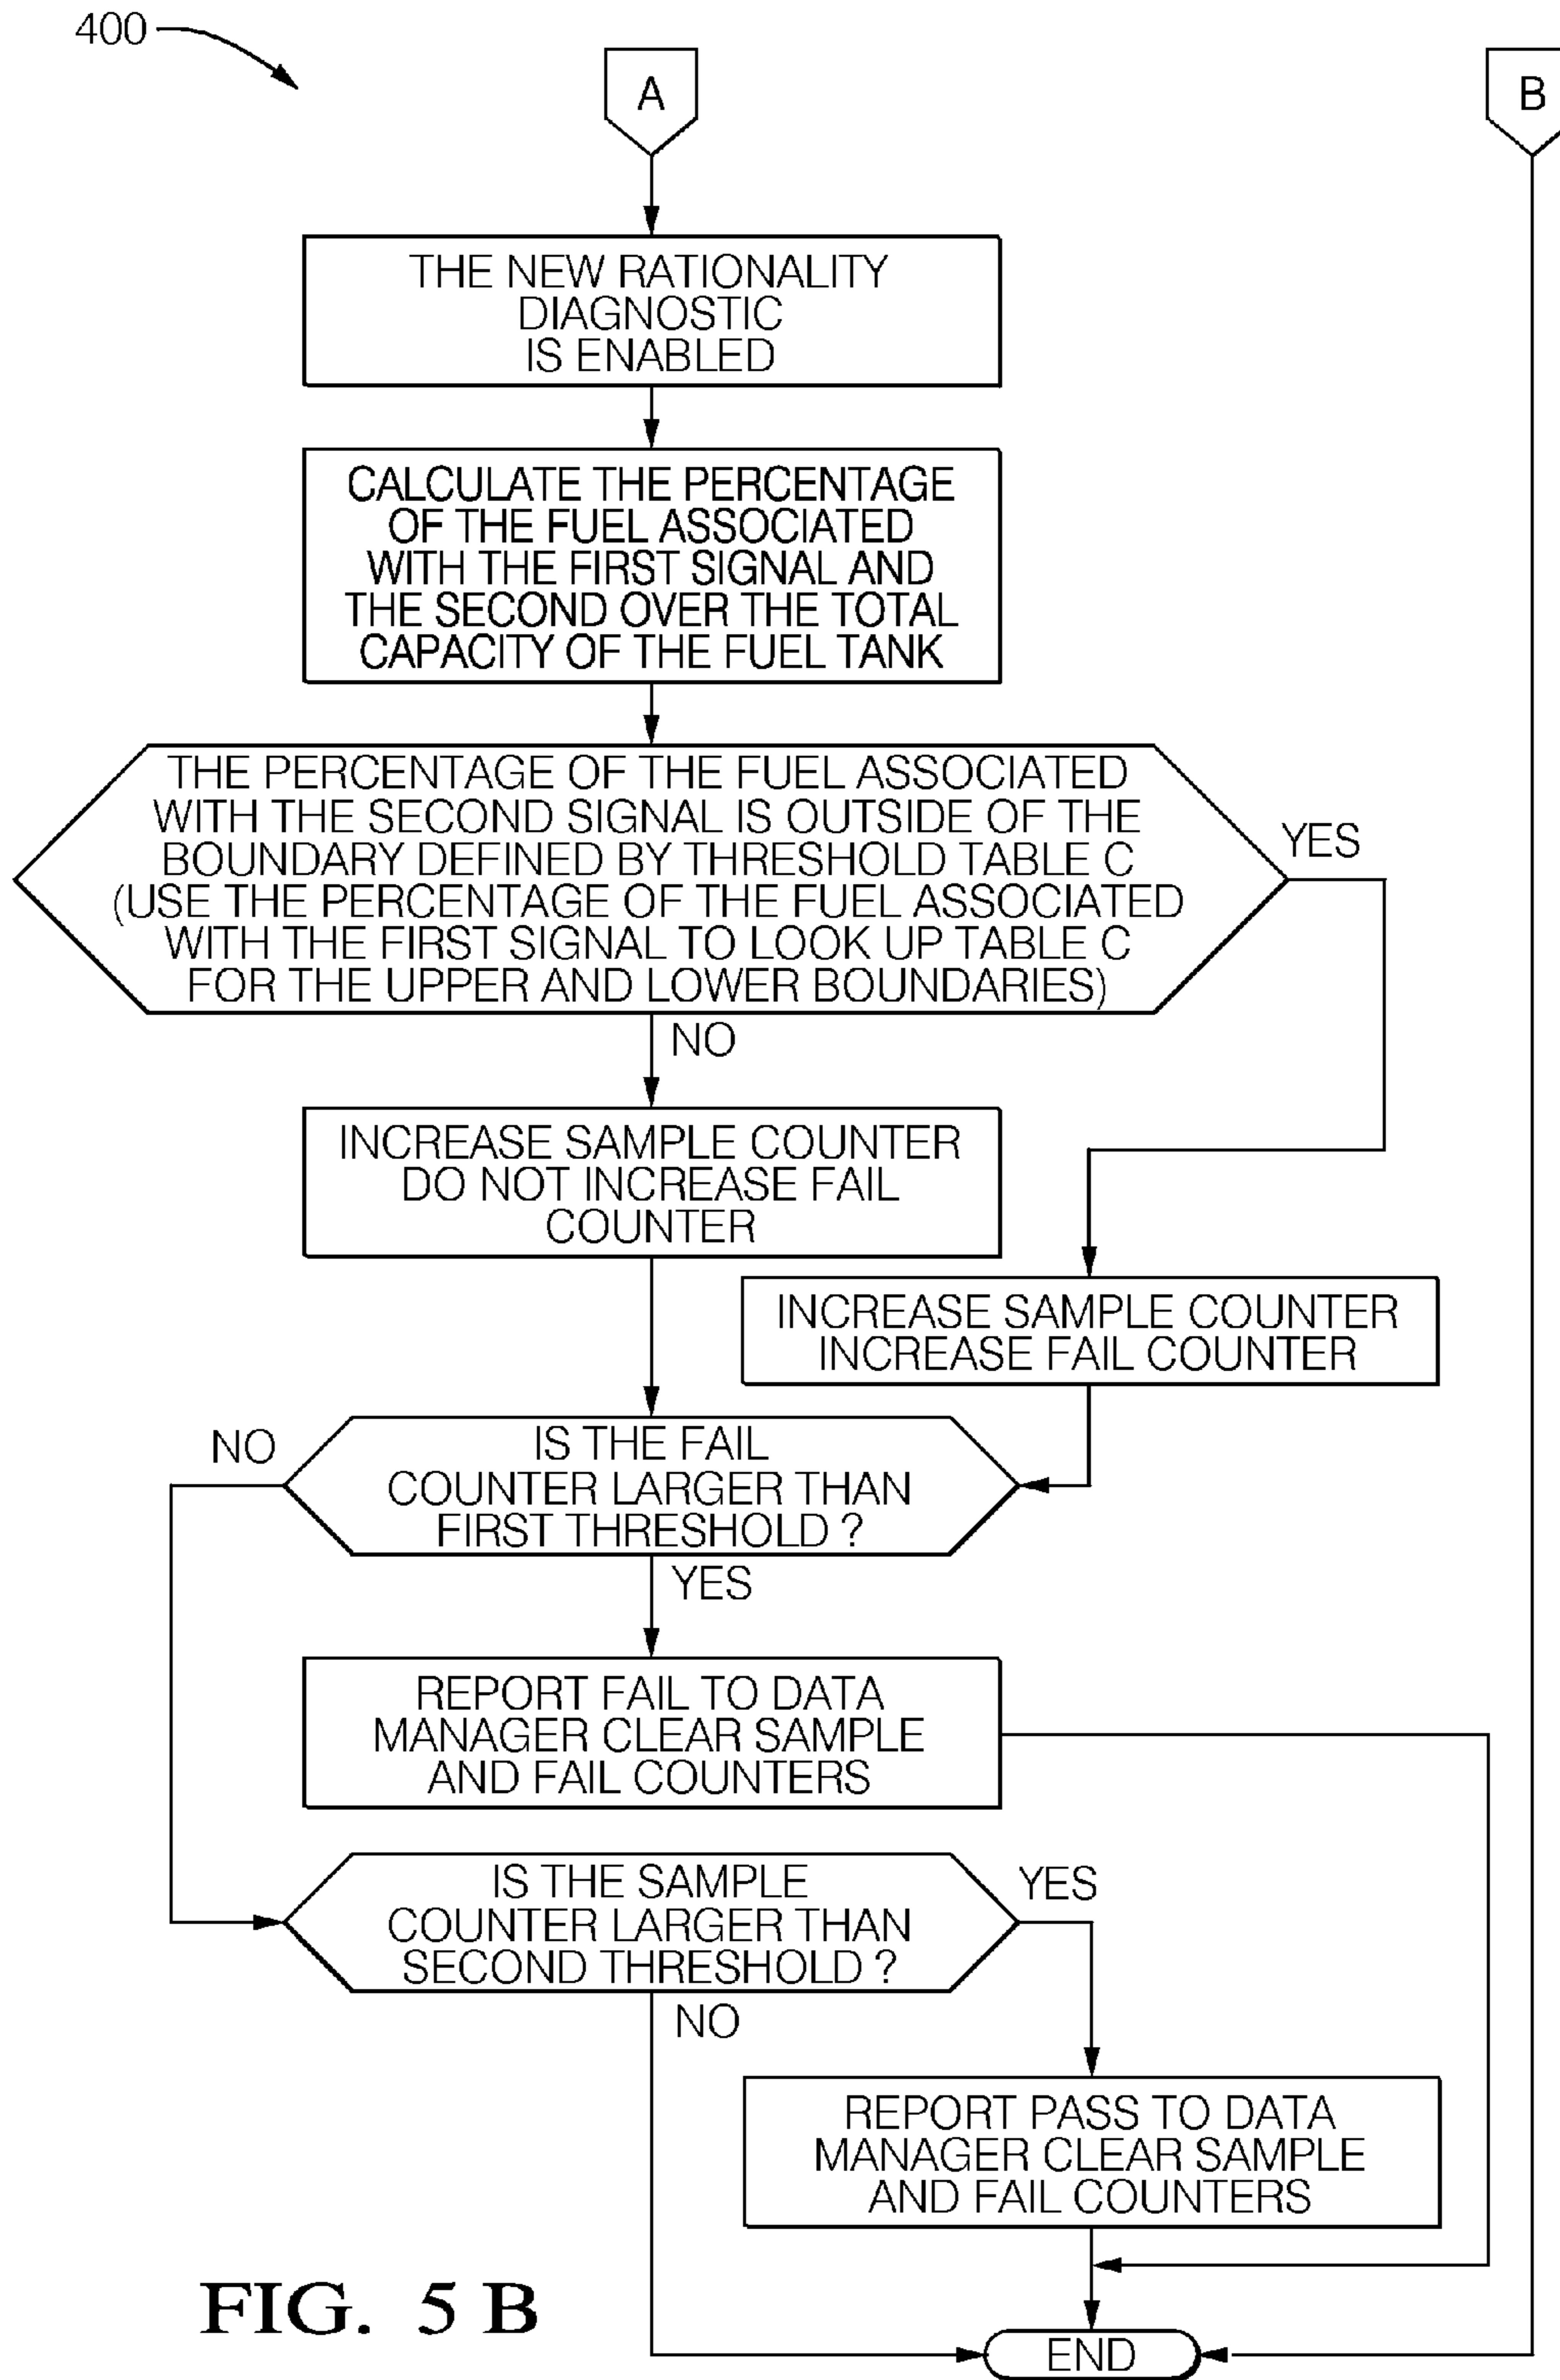 400
A
B
THE NEW RATIONALITY
DIAGNOSTIC
IS ENABLED
CALCULATE THE PERCENTAGE
OF THE FUEL ASSOCIATED
WITH THE FIRST SIGNAL AND
THE SECOND OVER THE TOTAL
CAPACITY OF THE FUEL TANK
THE PERCENTAGE OF THE FUEL ASSOCIATED
WITH THE SECOND SIGNAL IS OUTSIDE OF THE
BOUNDARY DEFINED BY THRESHOLD TABLE C
(USE THE PERCENTAGE OF THE FUEL ASSOCIATED
WITH THE FIRST SIGNAL TO LOOK UP TABLE C
FOR THE UPPER AND LOWER BOUNDARIES)
YES
NO
INCREASE SAMPLE COUNTER
DO NOT INCREASE FAIL
COUNTER
INCREASE SAMPLE COUNTER
INCREASE FAIL COUNTER
NO
IS THE FAIL
COUNTER LARGER THAN
FIRST THRESHOLD ?
YES
REPORT FAIL TO DATA
MANAGER CLEAR SAMPLE
AND FAIL COUNTERS
IS THE SAMPLE
COUNTER LARGER THAN
SECOND THRESHOLD ?
YES
NO
REPORT PASS TO DATA
MANAGER CLEAR SAMPLE
AND FAIL COUNTERS
FIG. 5 B
END